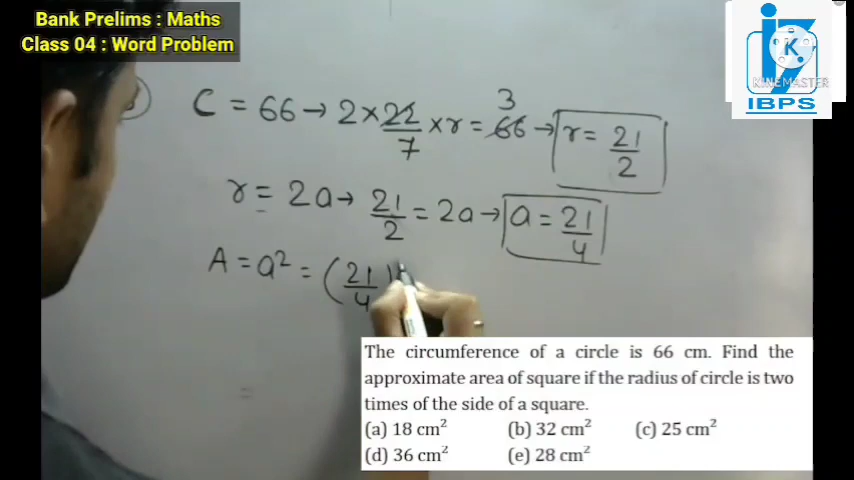 Bank Prelims : Maths
Class 04 : Word Problem
K
KINEMASTER
IBPS
C = 66 → 2 × 22/7 × r = 66 3 → r = 21/2
r = 2a → 21/2 = 2a → a = 21/4
A = a² = (21/4)
The circumference of a circle is 66 cm. Find the
approximate area of square if the radius of circle is two
times of the side of a square.
(a) 18 cm² (b) 32 cm² (c) 25 cm²
(d) 36 cm² (e) 28 cm²